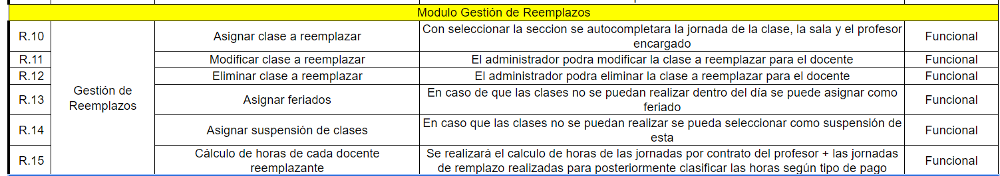 Modulo Gestión de Reemplazos
R.10
Asignar clase a reemplazar
Con seleccionar la seccion se autocompletara la jornada de la clase, la sala y el profesor
encargado
Funcional
R.11
Modificar clase a reemplazar
El administrador podra modificar la clase a reemplazar para el docente
Funcional
R.12
Eliminar clase a reemplazar
El administrador podra eliminar la clase a reemplazar para el docente
Funcional
Gestión de
Reemplazos
R.13
Asignar feriados
En caso de que las clases no se puedan realizar dentro del día se puede asignar como
feriado
Funcional
R.14
Asignar suspensión de clases
En caso que las clases no se puedan realizar se pueda seleccionar como suspensión de
esta
Funcional
R.15
Cálculo de horas de cada docente
reemplazante
Se realizará el calculo de horas de las jornadas por contrato del profesor + las jornadas
de remplazo realizadas para posteriormente clasificar las horas según tipo de pago
Funcional